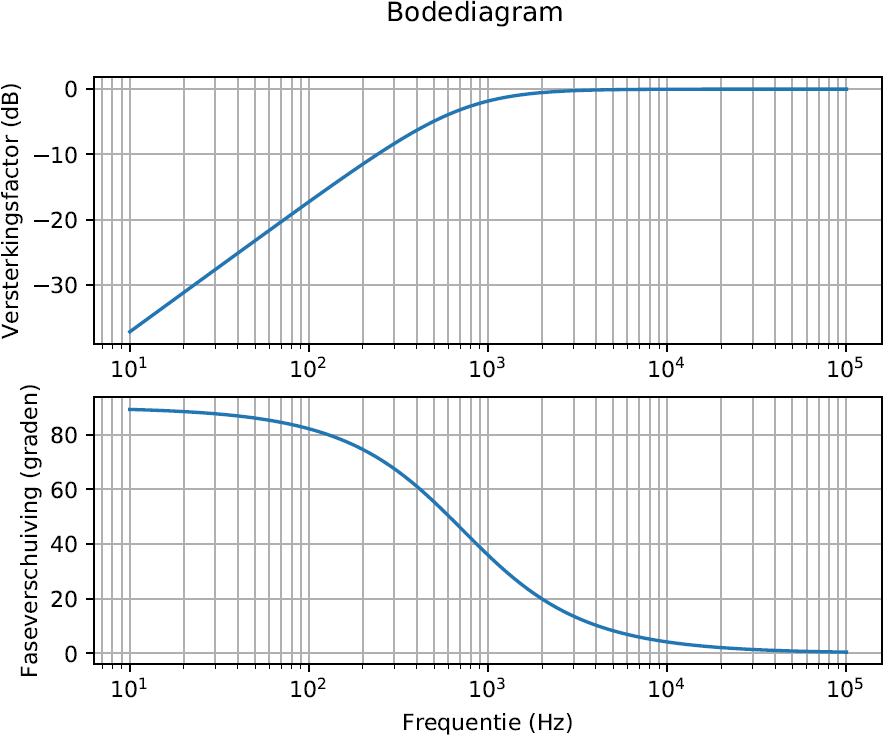 Bodediagram
Versterkingsfactor (dB)
0
−10
−20
−30
10¹ 10² 10³ 10⁴ 10⁵
Faseverschuiving (graden)
80
60
40
20
0
10¹ 10² 10³ 10⁴ 10⁵
Frequentie (Hz)